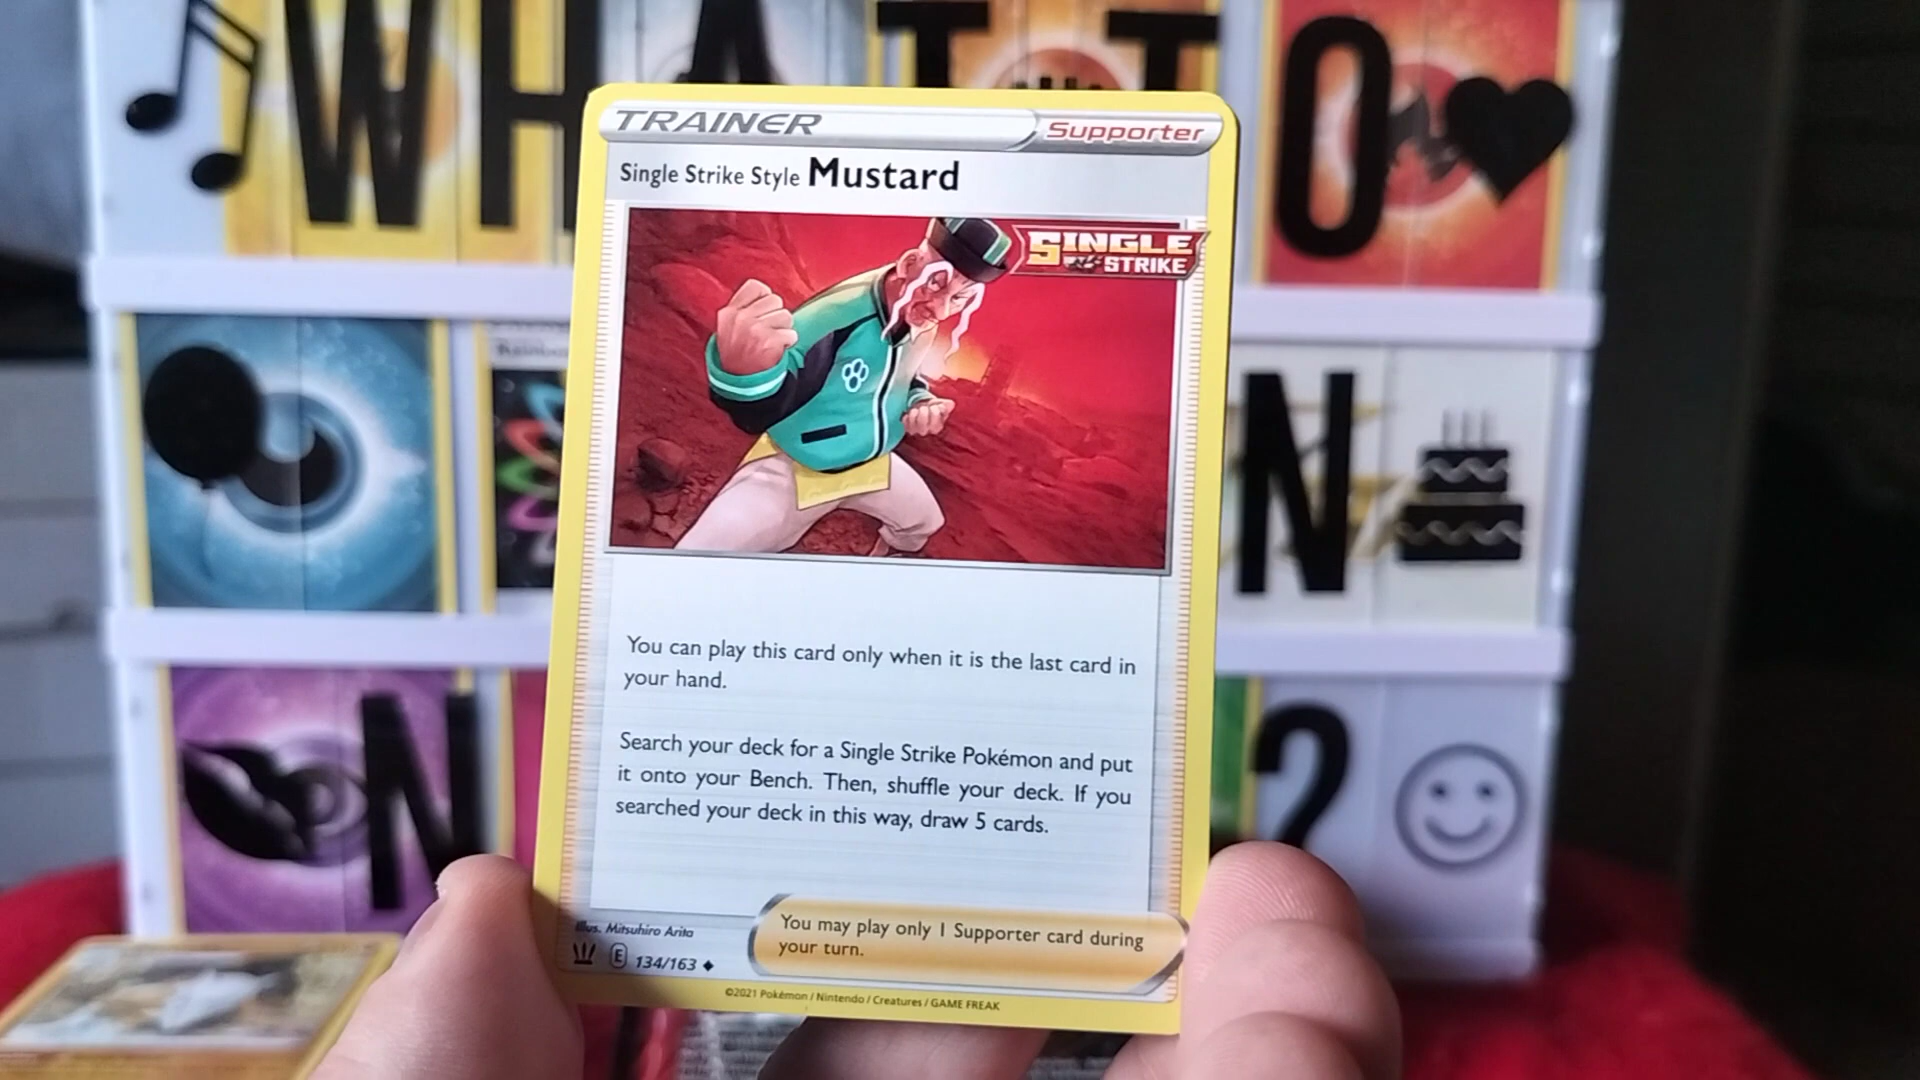 WHAT TO
TRAINER
Supporter
Single Strike Style Mustard
SINGLE
STRIKE
N
You can play this card only when it is the last card in
your hand.
Search your deck for a Single Strike Pokémon and put
it onto your Bench. Then, shuffle your deck. If you
searched your deck in this way, draw 5 cards.
N
?
You may play only 1 Supporter card during
your turn.
Illus. Mitsuhiro Arita
E 134/163
©2021 Pokémon / Nintendo / Creatures / GAME FREAK